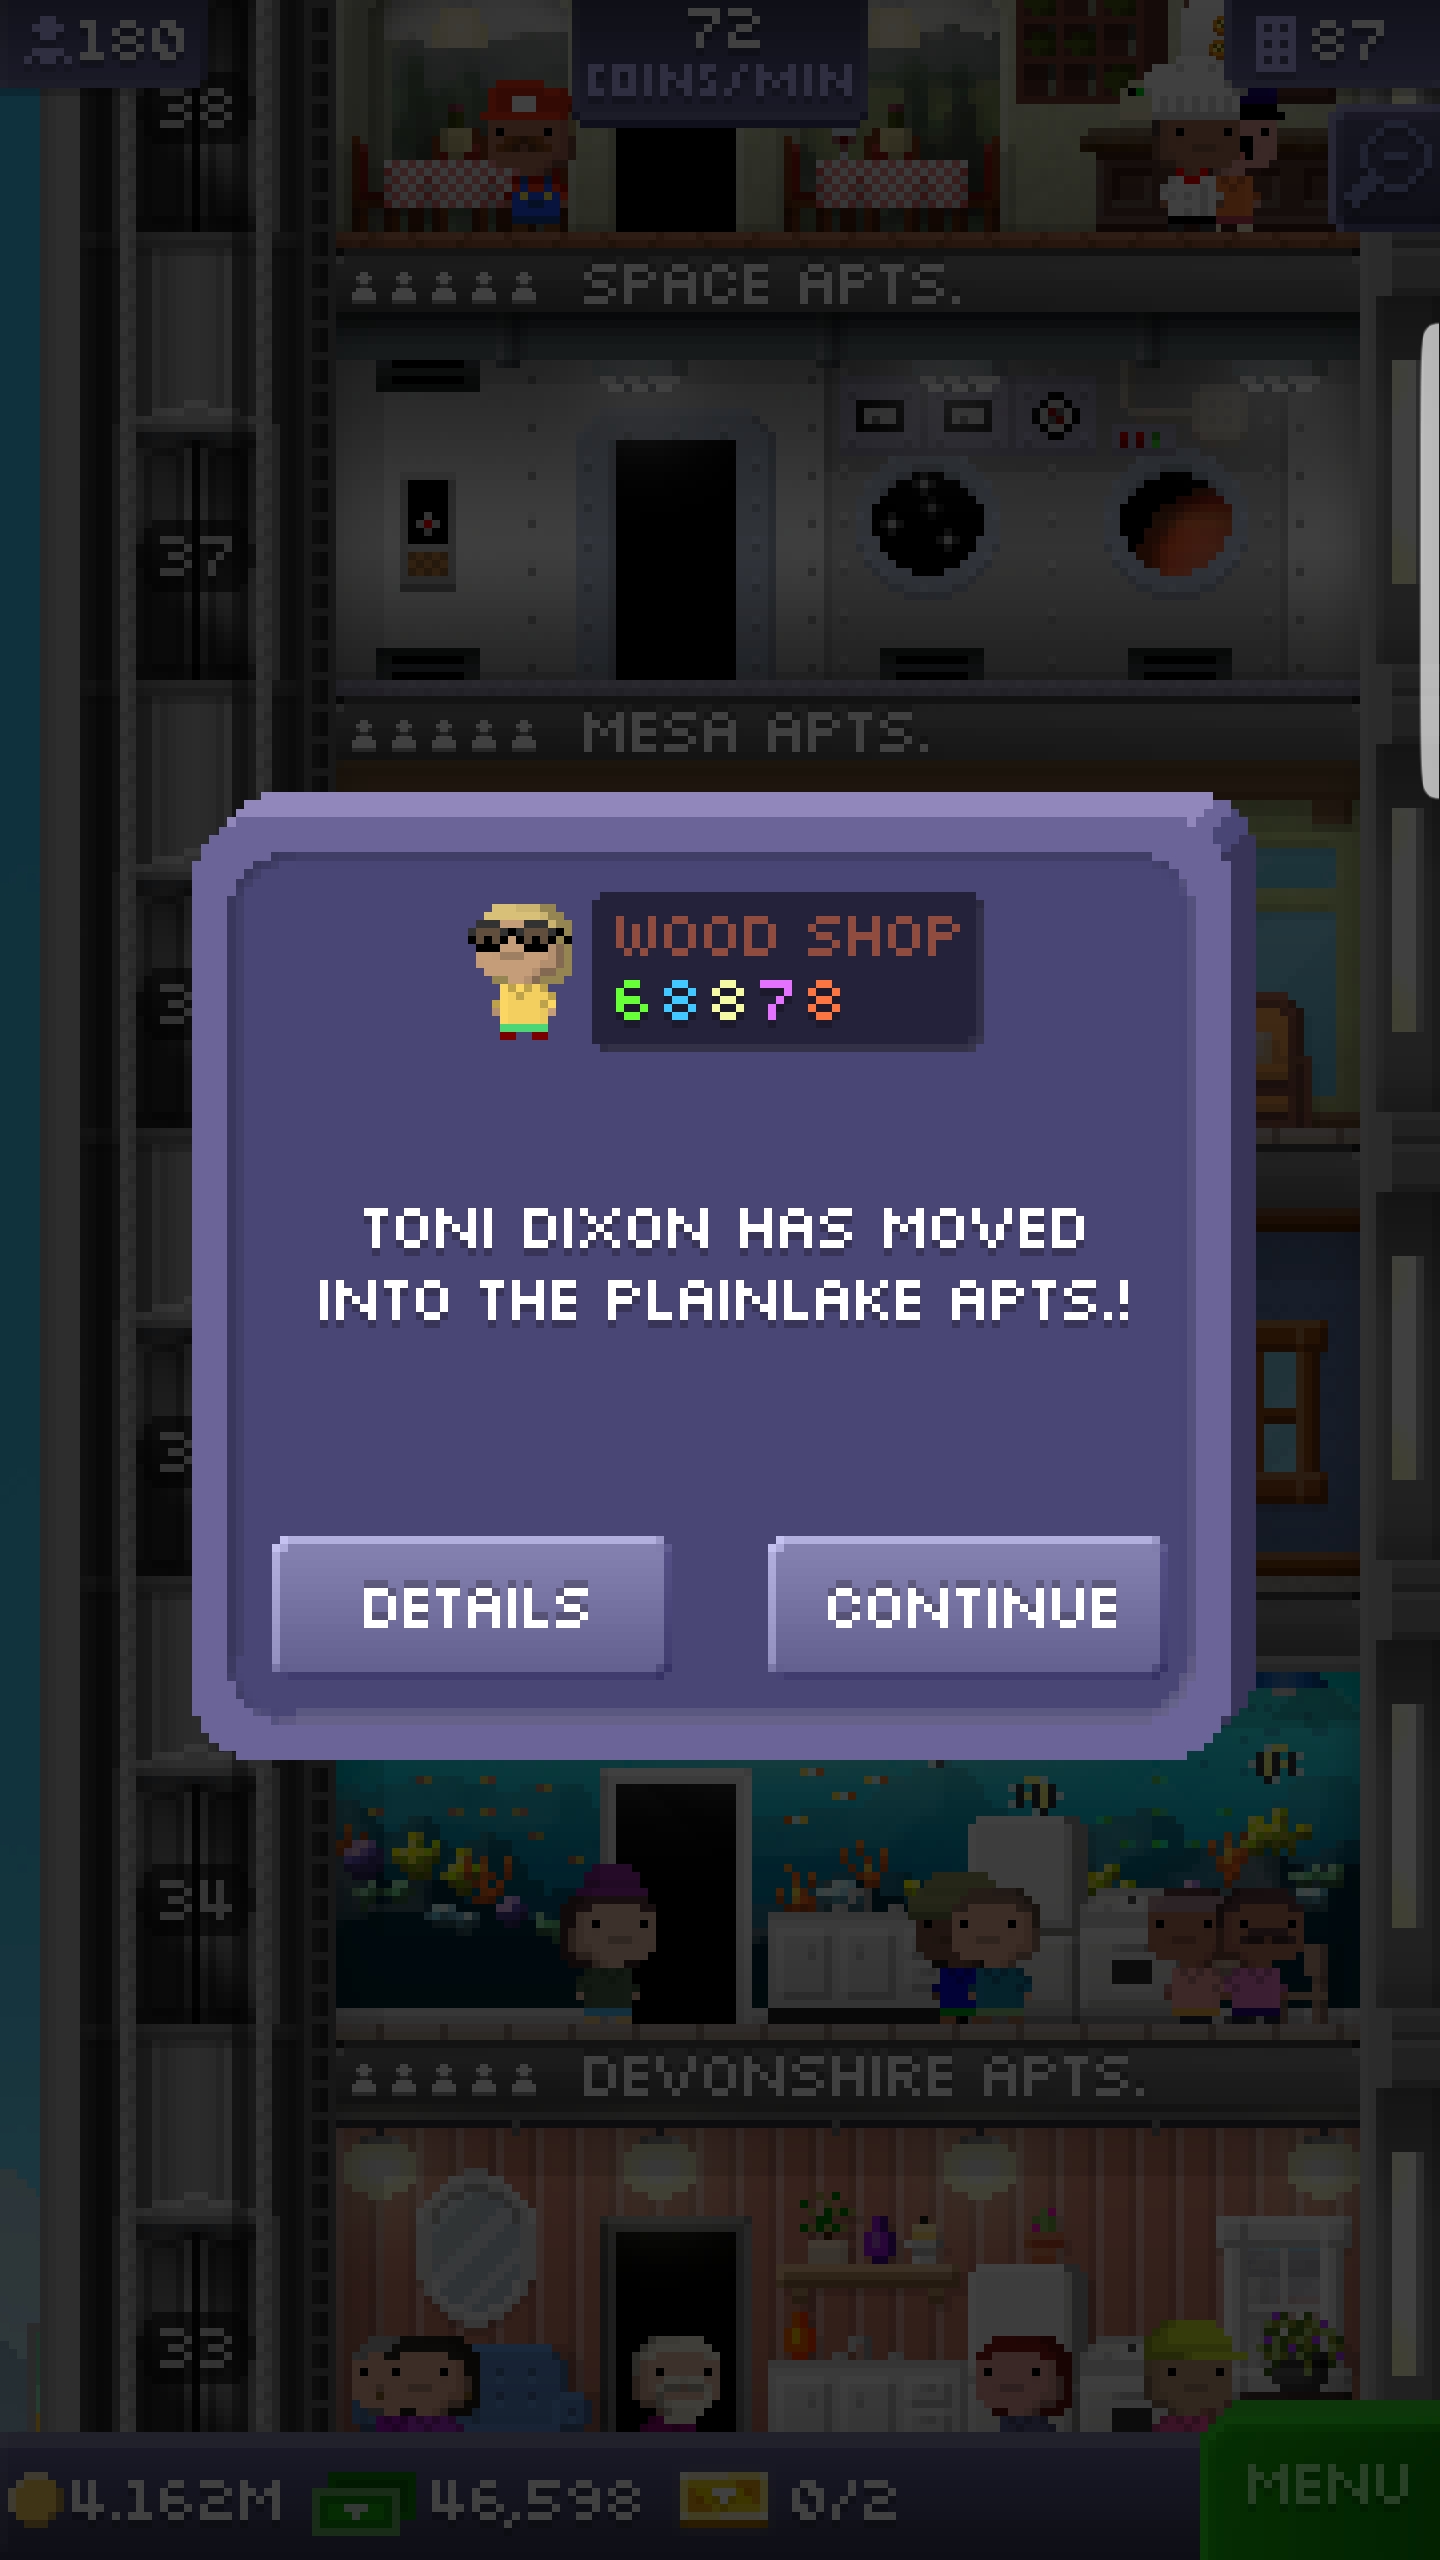 180
72
COINS/MIN
87
38
SPACE APTS.
37
MESA APTS.
WOOD SHOP
68878
TONI DIXON HAS MOVED
INTO THE PLAINLAKE APTS.!
DETAILS
CONTINUE
34
DEVONSHIRE APTS.
33
4.162M
46,598
0/2
MENU